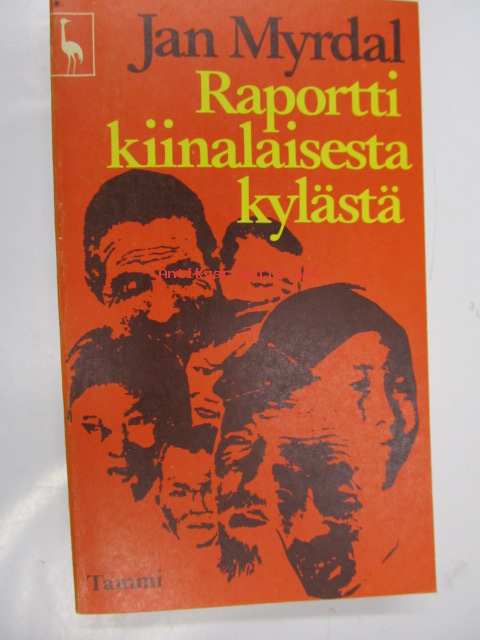 Jan Myrdal
Raportti
kiinalaisesta
kylästä
Tammi